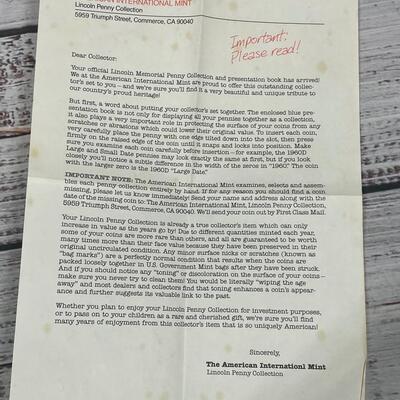 AN INTERNATIONAL MINT
Lincoln Penny Collection
5959 Triumph Street, Commerce, CA 90040
Important:
Please read!
Dear Collector:
Your official Lincoln Memorial Penny Collection and presentation book has arrived!
We at the American International Mint are proud to offer this outstanding collec-
tor's set to you — and we're sure you'll find it a very beautiful and unique tribute to
our country's proud heritage!
But first, a word about putting your collector's set together. The enclosed blue pre-
sentation book is not only for displaying all your pennies together as a collection,
it also plays a very important role in protecting the surface of your coins from any
scratches or abrasions which could lower their original value. To insert each coin,
very carefully place the penny with one edge tilted down into the slot. Then press
firmly on the raised edge of the coin until it snaps and locks into position. Make
sure you examine each coin carefully before insertion — for example, the 1960D
Large and Small Date pennies may look exactly the same at first, but if you look
closely you'll notice a subtle difference in the width of the zeros in "1960." The coin
with the larger zero is the 1960D "Large Date."
IMPORTANT NOTE: The American International Mint examines, selects and assem-
bles each penny collection entirely by hand. If for any reason you should find a coin
missing, please let us know immediately! Send your name and address along with the
date of the missing coin to: The American International Mint, Lincoln Penny Collection,
5959 Triumph Street, Commerce, CA 90040. We'll send your coin out by First Class Mail.
Your Lincoln Penny Collection is already a true collector's item which can only
increase in value as the years go by! Due to different quantities minted each year,
some of your coins are more rare than others, and all are guaranteed to be worth
many times more than their face value because they have been preserved in their
original uncirculated condition. Any minor surface nicks or scratches (known as
"bag marks") are a perfectly normal condition that results when the coins are
packed loosely together in U.S. Government Mint bags after they have been struck.
And if you should notice any "toning" or discoloration on the surface of your coins —
make sure you never try to clean them! You would be literally "wiping the age
away" and most dealers and collectors find that toning enhances a coin's appear-
ance and further suggests its valuable link to the past.
Whether you plan to enjoy your Lincoln Penny Collection for investment purposes,
or to pass on to your children as a rare and cherished gift, we're sure you'll find
many years of enjoyment from this collector's item that is so uniquely American!
Sincerely,
The American Internationl Mint
Lincoln Penny Collection